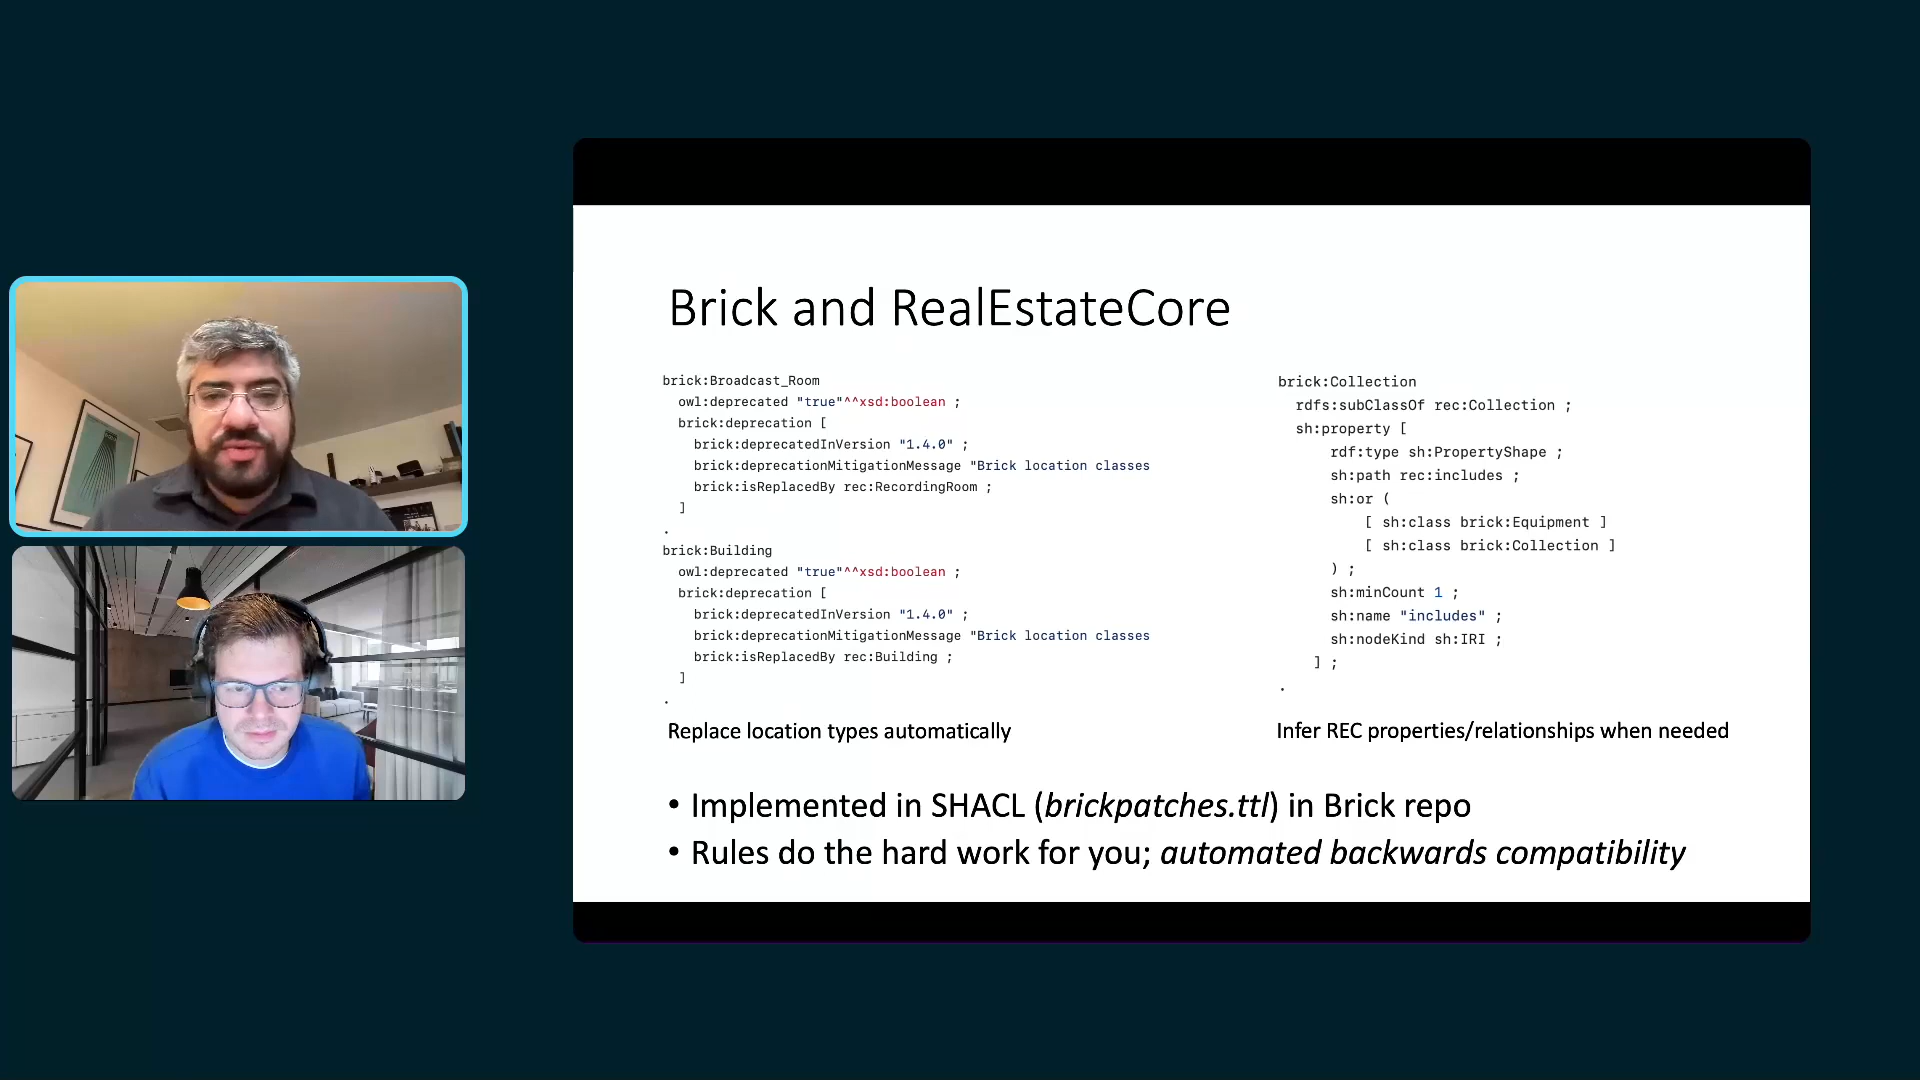 Brick and RealEstateCore
brick:Broadcast_Room
owl:deprecated "true"^^xsd:boolean ;
brick:deprecation [
brick:deprecatedInVersion "1.4.0" ;
brick:deprecationMitigationMessage "Brick location classes
brick:isReplacedBy rec:RecordingRoom ;
]
.
brick:Building
owl:deprecated "true"^^xsd:boolean ;
brick:deprecation [
brick:deprecatedInVersion "1.4.0" ;
brick:deprecationMitigationMessage "Brick location classes
brick:isReplacedBy rec:Building ;
]
.
Replace location types automatically
brick:Collection
rdfs:subClassOf rec:Collection ;
sh:property [
rdf:type sh:PropertyShape ;
sh:path rec:includes ;
sh:or (
[ sh:class brick:Equipment ]
[ sh:class brick:Collection ]
) ;
sh:minCount 1 ;
sh:name "includes" ;
sh:nodeKind sh:IRI ;
] ;
.
Infer REC properties/relationships when needed
• Implemented in SHACL (brickpatches.ttl) in Brick repo
• Rules do the hard work for you; automated backwards compatibility